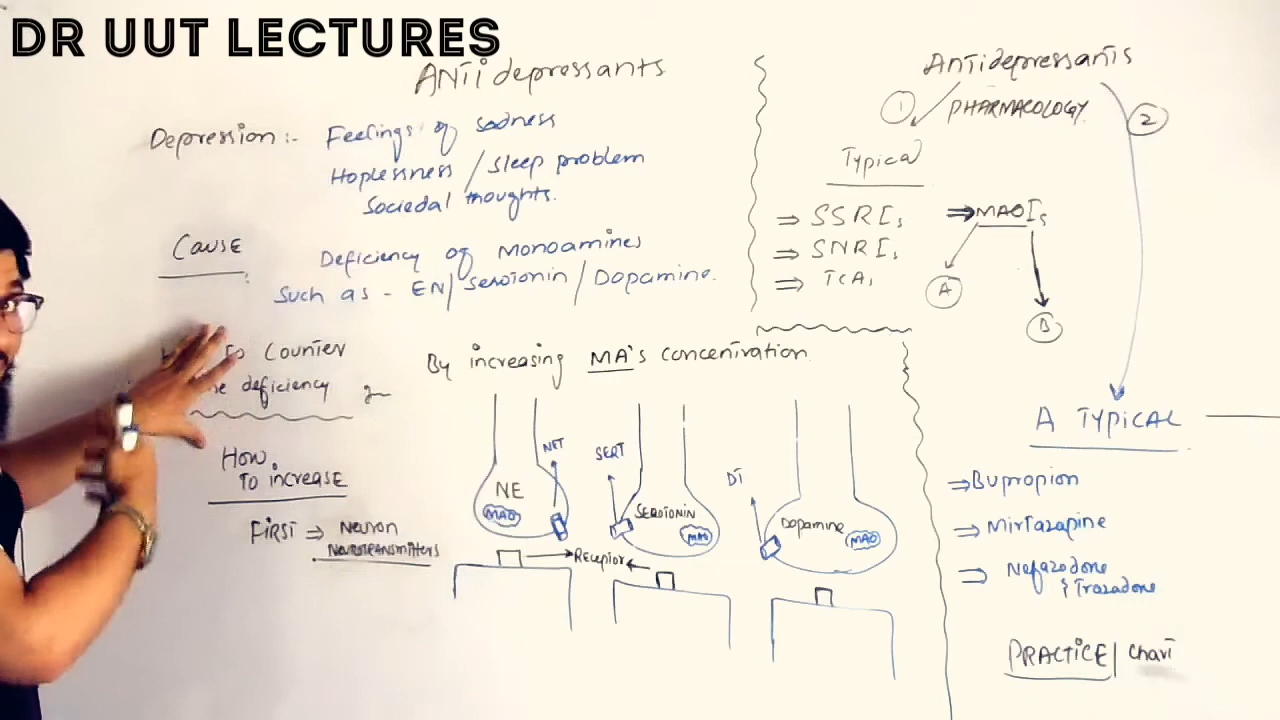 DR UUT LECTURES
ANTidepressants
Depression :- Feelings of sadness
Hoplessness / sleep problem
Sociedal thoughts.
CAUSE :
Deficiency of Monoamines
Such as - EN/ serotonin / Dopamine.
To Counter
deficiency
By increasing MA's concentration
How
To increase
FIRST ⇒ Neuron
NEUROTRANSMITTERS
NET
SERT
DT
NE
MAO
SEROTONIN
MAO
Dopamine
MAO
Receptor
Antidepressants
1
PHARMACOLOGY
2
Typical
⇒ SSRIs
⇒ SNRIs
⇒ TCAs
⇒ MAOIs
A
B
A TYPICAL
⇒ Bupropion
⇒ Mirtazapine
⇒ Nefazodone
& Trazadone
PRACTICE/ Chart